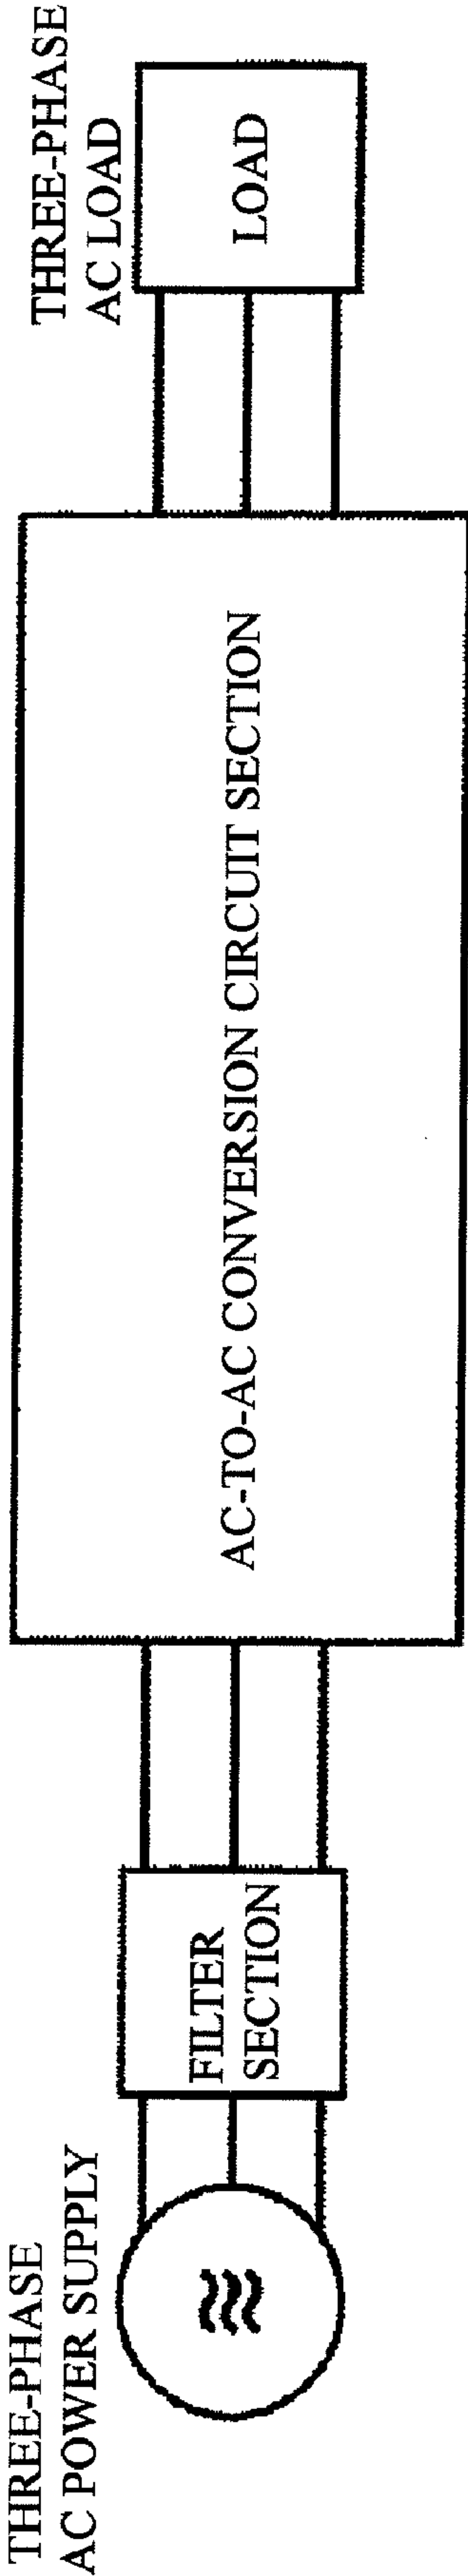 THREE-PHASE
AC POWER SUPPLY
FILTER
SECTION
AC-TO-AC CONVERSION CIRCUIT SECTION
THREE-PHASE
AC LOAD
LOAD